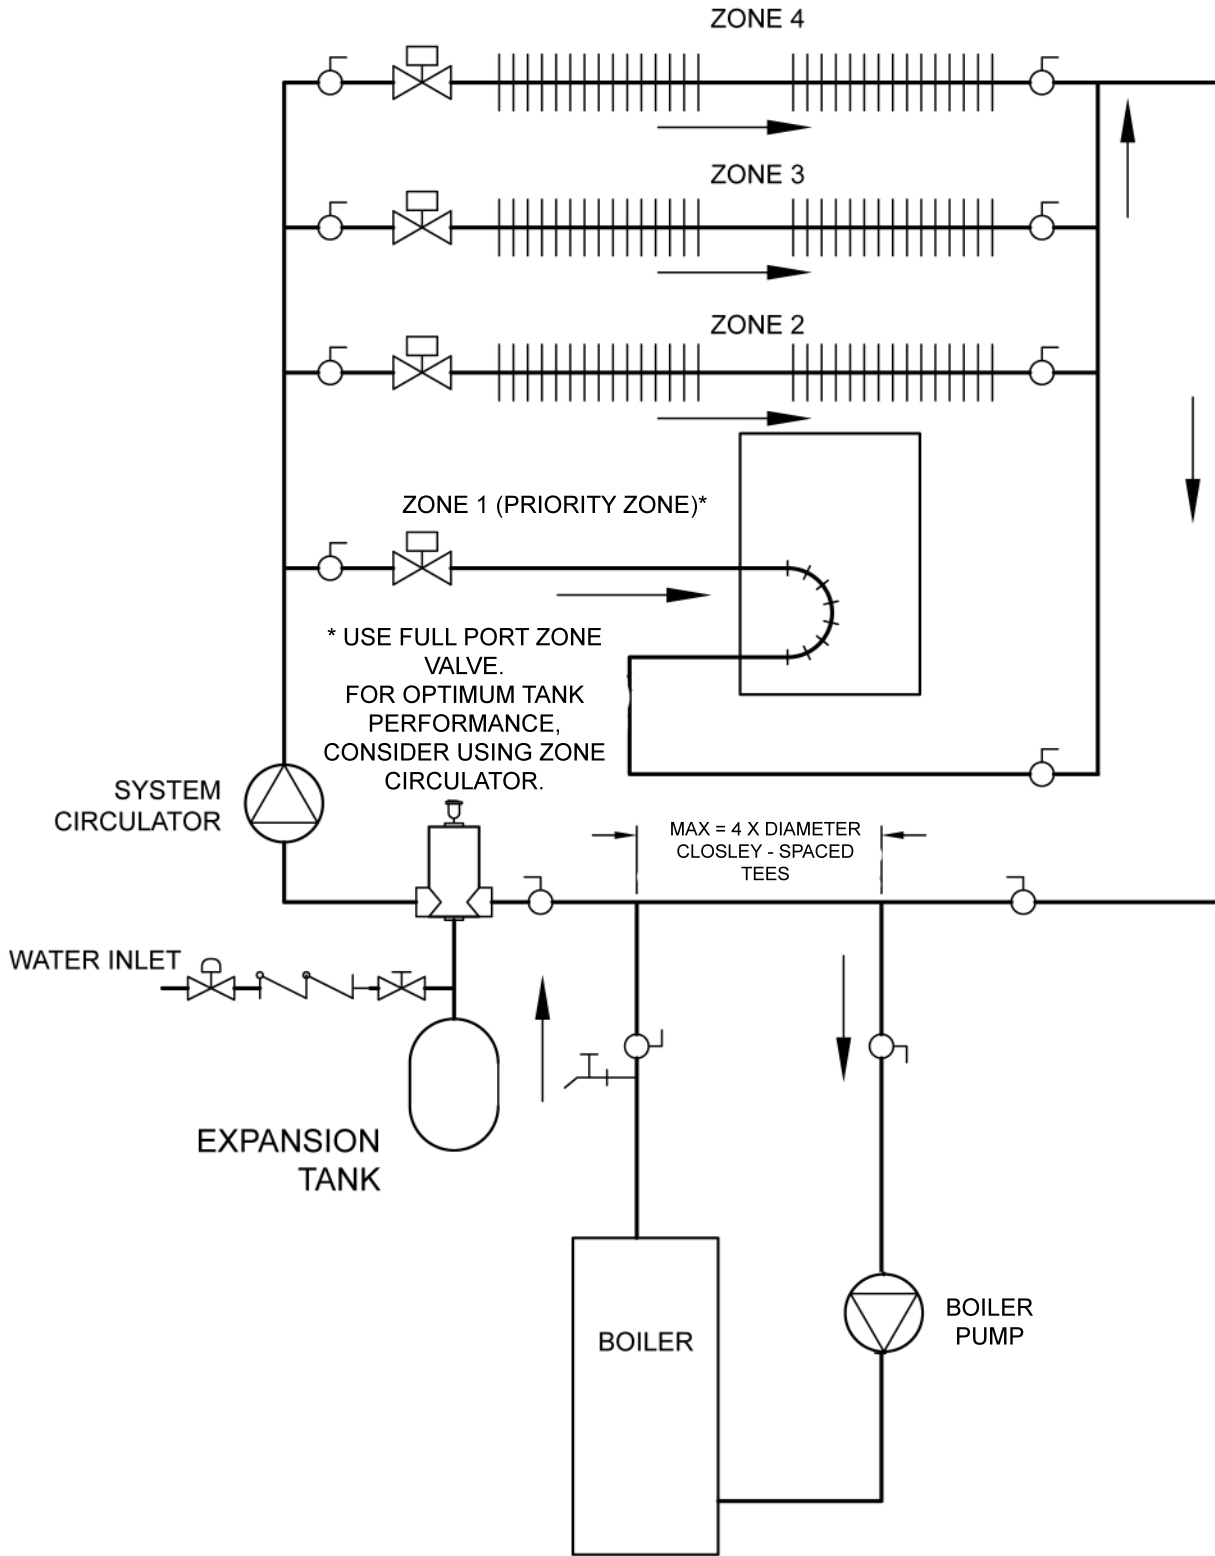 ZONE 4
ZONE 3
ZONE 2
ZONE 1 (PRIORITY ZONE)*
* USE FULL PORT ZONE
VALVE.
FOR OPTIMUM TANK
PERFORMANCE,
CONSIDER USING ZONE
CIRCULATOR.
SYSTEM
CIRCULATOR
MAX = 4 X DIAMETER
CLOSLEY - SPACED
TEES
WATER INLET
EXPANSION
TANK
BOILER
BOILER
PUMP